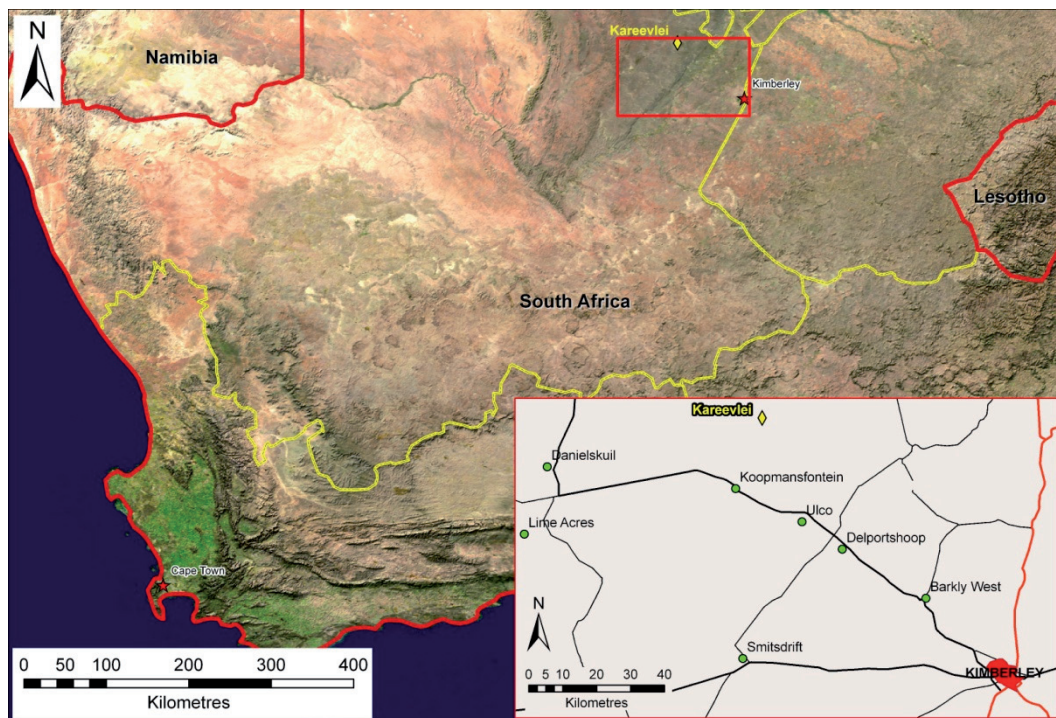 N
Namibia
Kareevlei
Kimberley
Lesotho
South Africa
Cape Town
0 50 100 200 300 400
Kilometres
Kareevlei
Danielskuil
Koopmansfontein
Lime Acres
Ulco
Delportshoop
Barkly West
N
Smitsdrift
KIMBERLEY
0 5 10 20 30 40
Kilometres